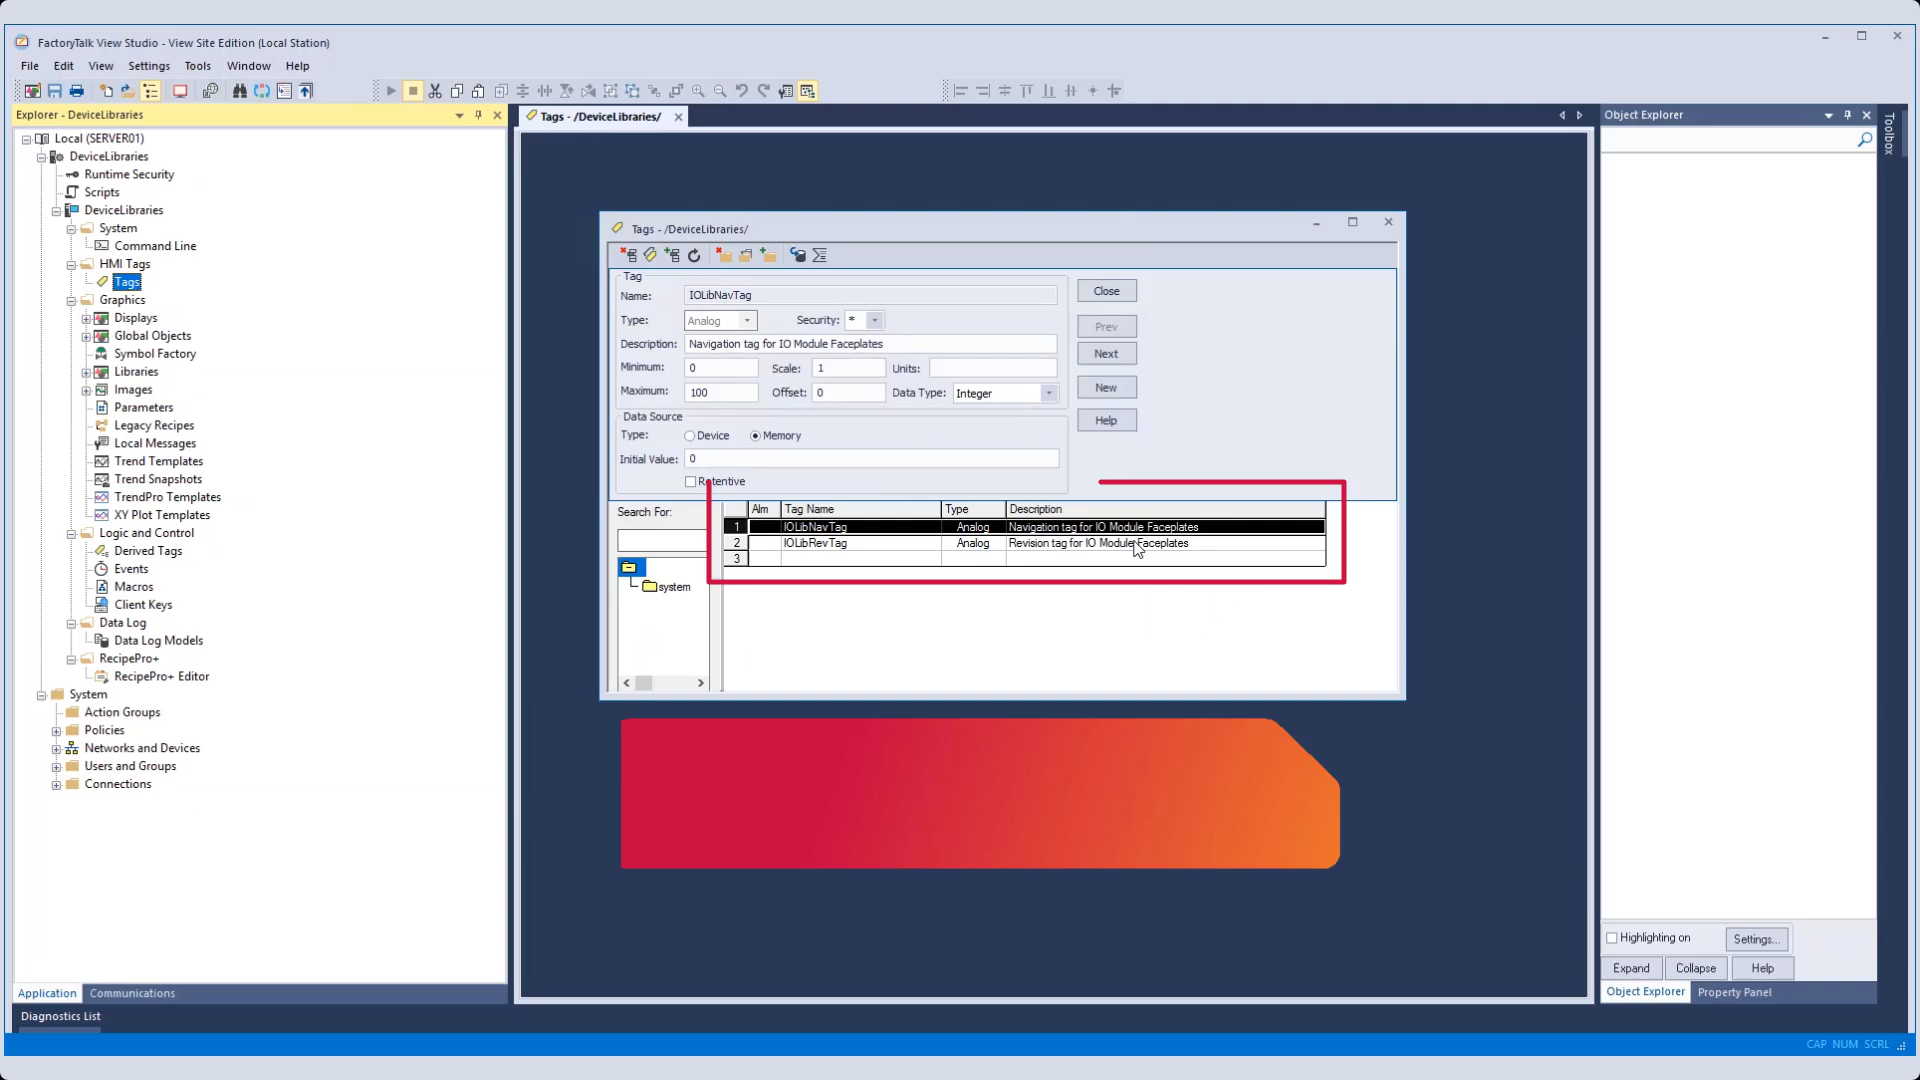 FactoryTalk View Studio - View Site Edition (Local Station)
File Edit View Settings Tools Window Help
Explorer - DeviceLibraries
Local (SERVER01)
DeviceLibraries
Runtime Security
Scripts
DeviceLibraries
System
Command Line
HMI Tags
Tags
Graphics
Displays
Global Objects
Symbol Factory
Libraries
Images
Parameters
Legacy Recipes
Local Messages
Trend Templates
Trend Snapshots
TrendPro Templates
XY Plot Templates
Logic and Control
Derived Tags
Events
Macros
Client Keys
Data Log
Data Log Models
RecipePro+
RecipePro+ Editor
System
Action Groups
Policies
Networks and Devices
Users and Groups
Connections
Application Communications
Diagnostics List
Tags - /DeviceLibraries/
Tags - /DeviceLibraries/
Tag
Name: IOLibNavTag
Type: Analog Security: *
Description: Navigation tag for IO Module Faceplates
Minimum: 0 Scale: 1 Units:
Maximum: 100 Offset: 0 Data Type: Integer
Data Source
Type: Device Memory
Initial Value: 0
Retentive
Close
Prev
Next
New
Help
Search For:
system
Alm Tag Name Type Description
1 IOLibNavTag Analog Navigation tag for IO Module Faceplates
2 IOLibRevTag Analog Revision tag for IO Module Faceplates
3
Object Explorer
Toolbox
Highlighting on Settings...
Expand Collapse Help
Object Explorer Property Panel
CAP NUM SCRL